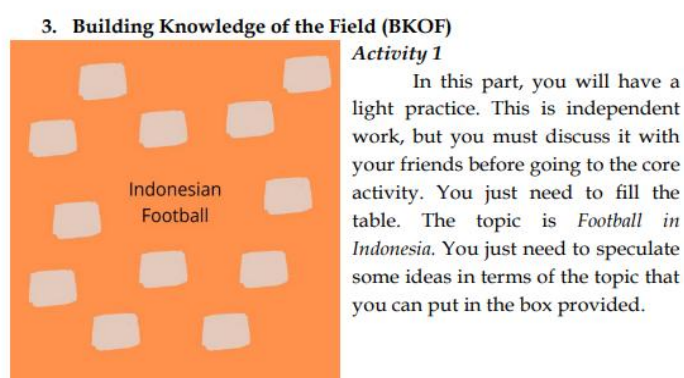 3. Building Knowledge of the Field (BKOF)
Activity 1
In this part, you will have a
light practice. This is independent
work, but you must discuss it with
your friends before going to the core
activity. You just need to fill the
table. The topic is Football in
Indonesia. You just need to speculate
some ideas in terms of the topic that
you can put in the box provided.
Indonesian
Football